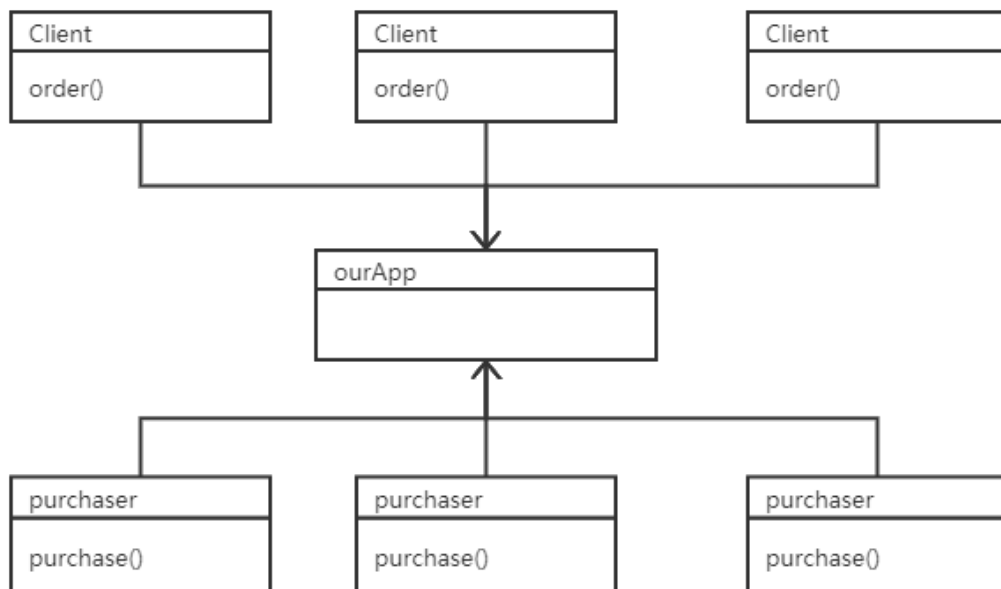 Client
Client
Client
order()
order()
order()
ourApp
purchaser
purchaser
purchaser
purchase()
purchase()
purchase()